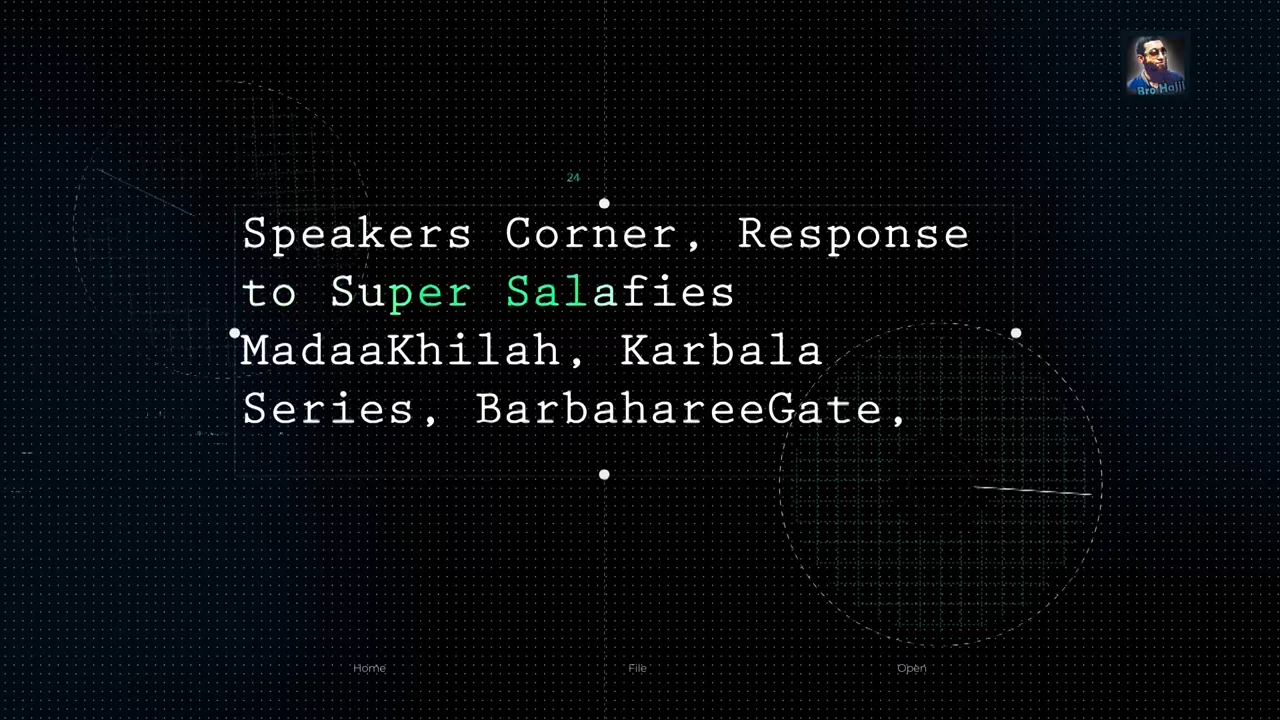 Bro Hajji
24
Speakers Corner, Response
to Super Salafies
MadaaKhilah, Karbala
Series, BarbahareeGate,
Home File Open